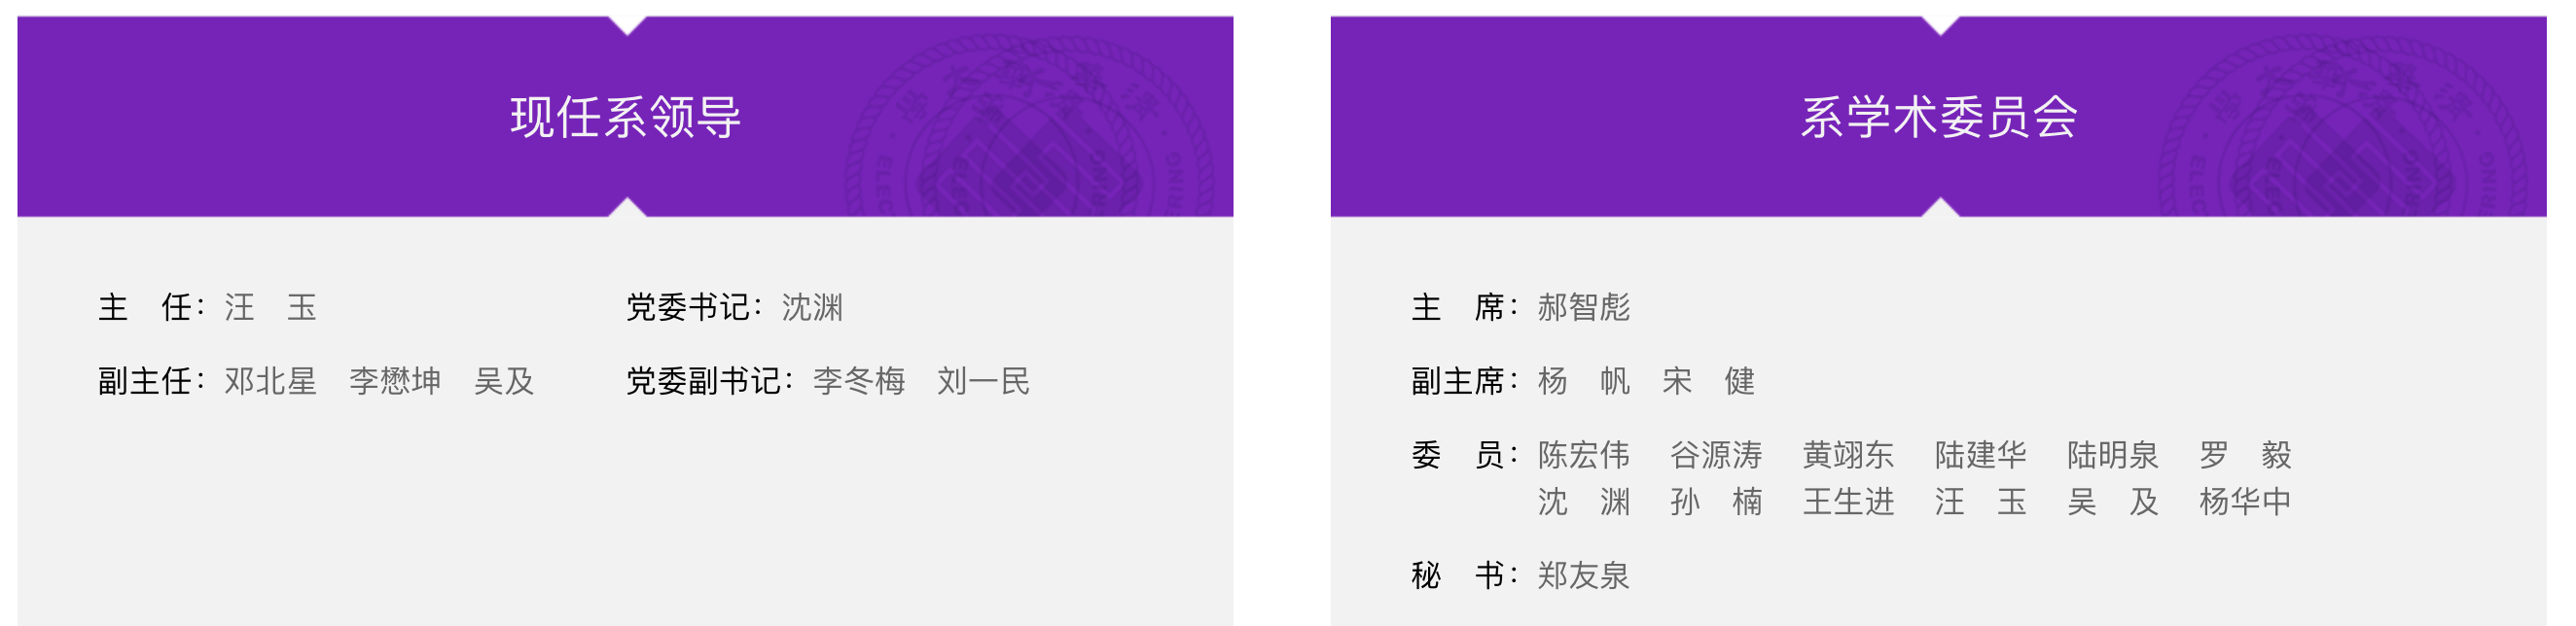 现任系领导
主　任：汪　玉　党委书记：沈渊
副主任：邓北星　李懋坤　吴及　党委副书记：李冬梅　刘一民
系学术委员会
主　席：郝智彪
副主席：杨　帆　宋　健
委　员：陈宏伟　谷源涛　黄翊东　陆建华　陆明泉　罗　毅
沈　渊　孙　楠　王生进　汪　玉　吴　及　杨华中
秘　书：郑友泉